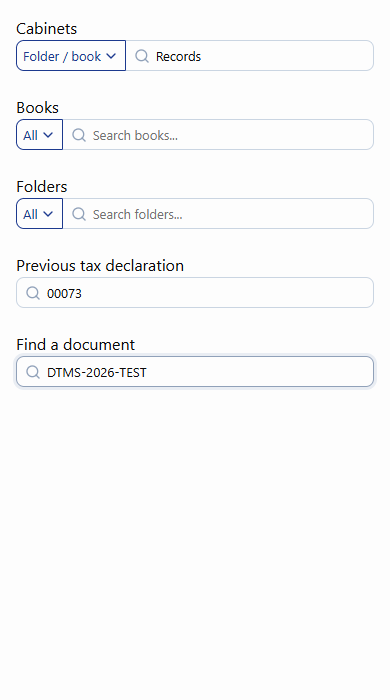 Cabinets
Folder / book Records
Books
All Search books...
Folders
All Search folders...
Previous tax declaration
00073
Find a document
DTMS-2026-TEST